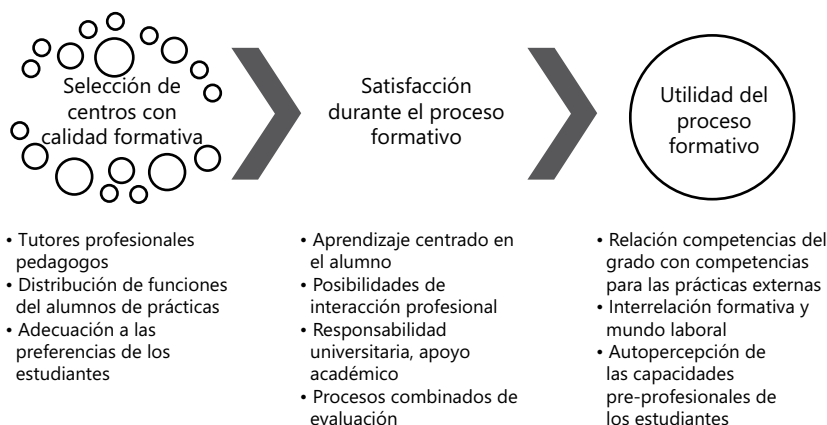 Selección de
centros con
calidad formativa
Satisfacción
durante el proceso
formativo
Utilidad del
proceso
formativo
• Tutores profesionales
pedagogos
• Distribución de funciones
del alumnos de prácticas
• Adecuación a las
preferencias de los
estudiantes
• Aprendizaje centrado en
el alumno
• Posibilidades de
interacción profesional
• Responsabilidad
universitaria, apoyo
académico
• Procesos combinados de
evaluación
• Relación competencias del
grado con competencias
para las prácticas externas
• Interrelación formativa y
mundo laboral
• Autopercepción de
las capacidades
pre-profesionales de
los estudiantes